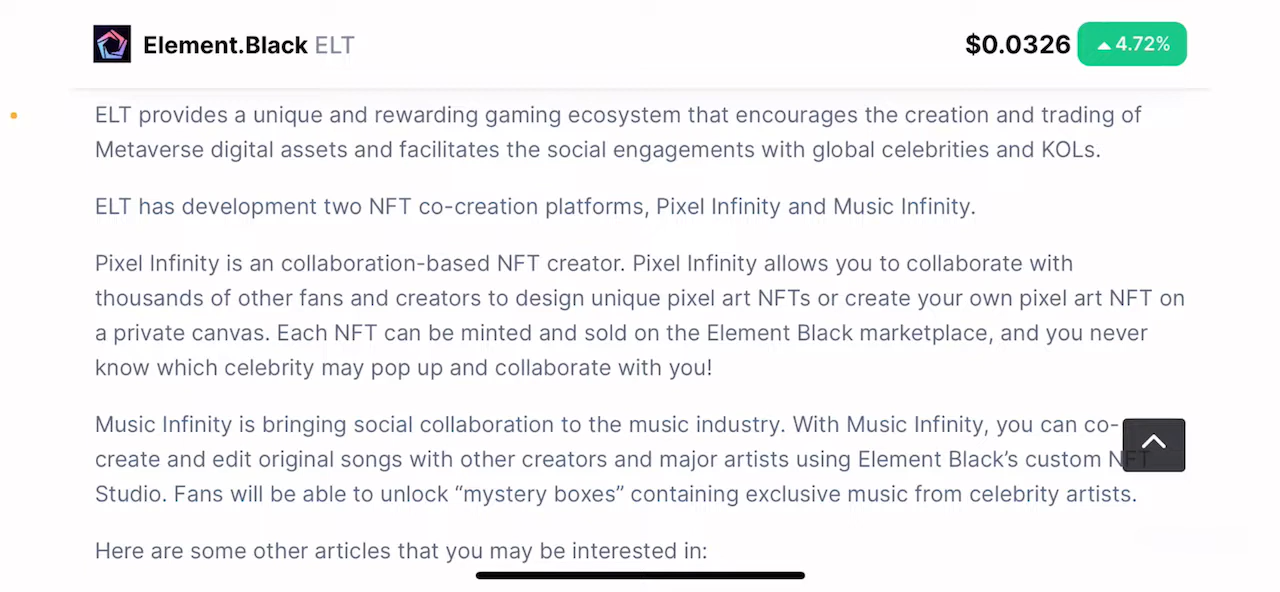 Element.Black ELT $0.0326 4.72%
ELT provides a unique and rewarding gaming ecosystem that encourages the creation and trading of
Metaverse digital assets and facilitates the social engagements with global celebrities and KOLs.
ELT has development two NFT co-creation platforms, Pixel Infinity and Music Infinity.
Pixel Infinity is an collaboration-based NFT creator. Pixel Infinity allows you to collaborate with
thousands of other fans and creators to design unique pixel art NFTs or create your own pixel art NFT on
a private canvas. Each NFT can be minted and sold on the Element Black marketplace, and you never
know which celebrity may pop up and collaborate with you!
Music Infinity is bringing social collaboration to the music industry. With Music Infinity, you can co-
create and edit original songs with other creators and major artists using Element Black’s custom NFT
Studio. Fans will be able to unlock “mystery boxes” containing exclusive music from celebrity artists.
Here are some other articles that you may be interested in: